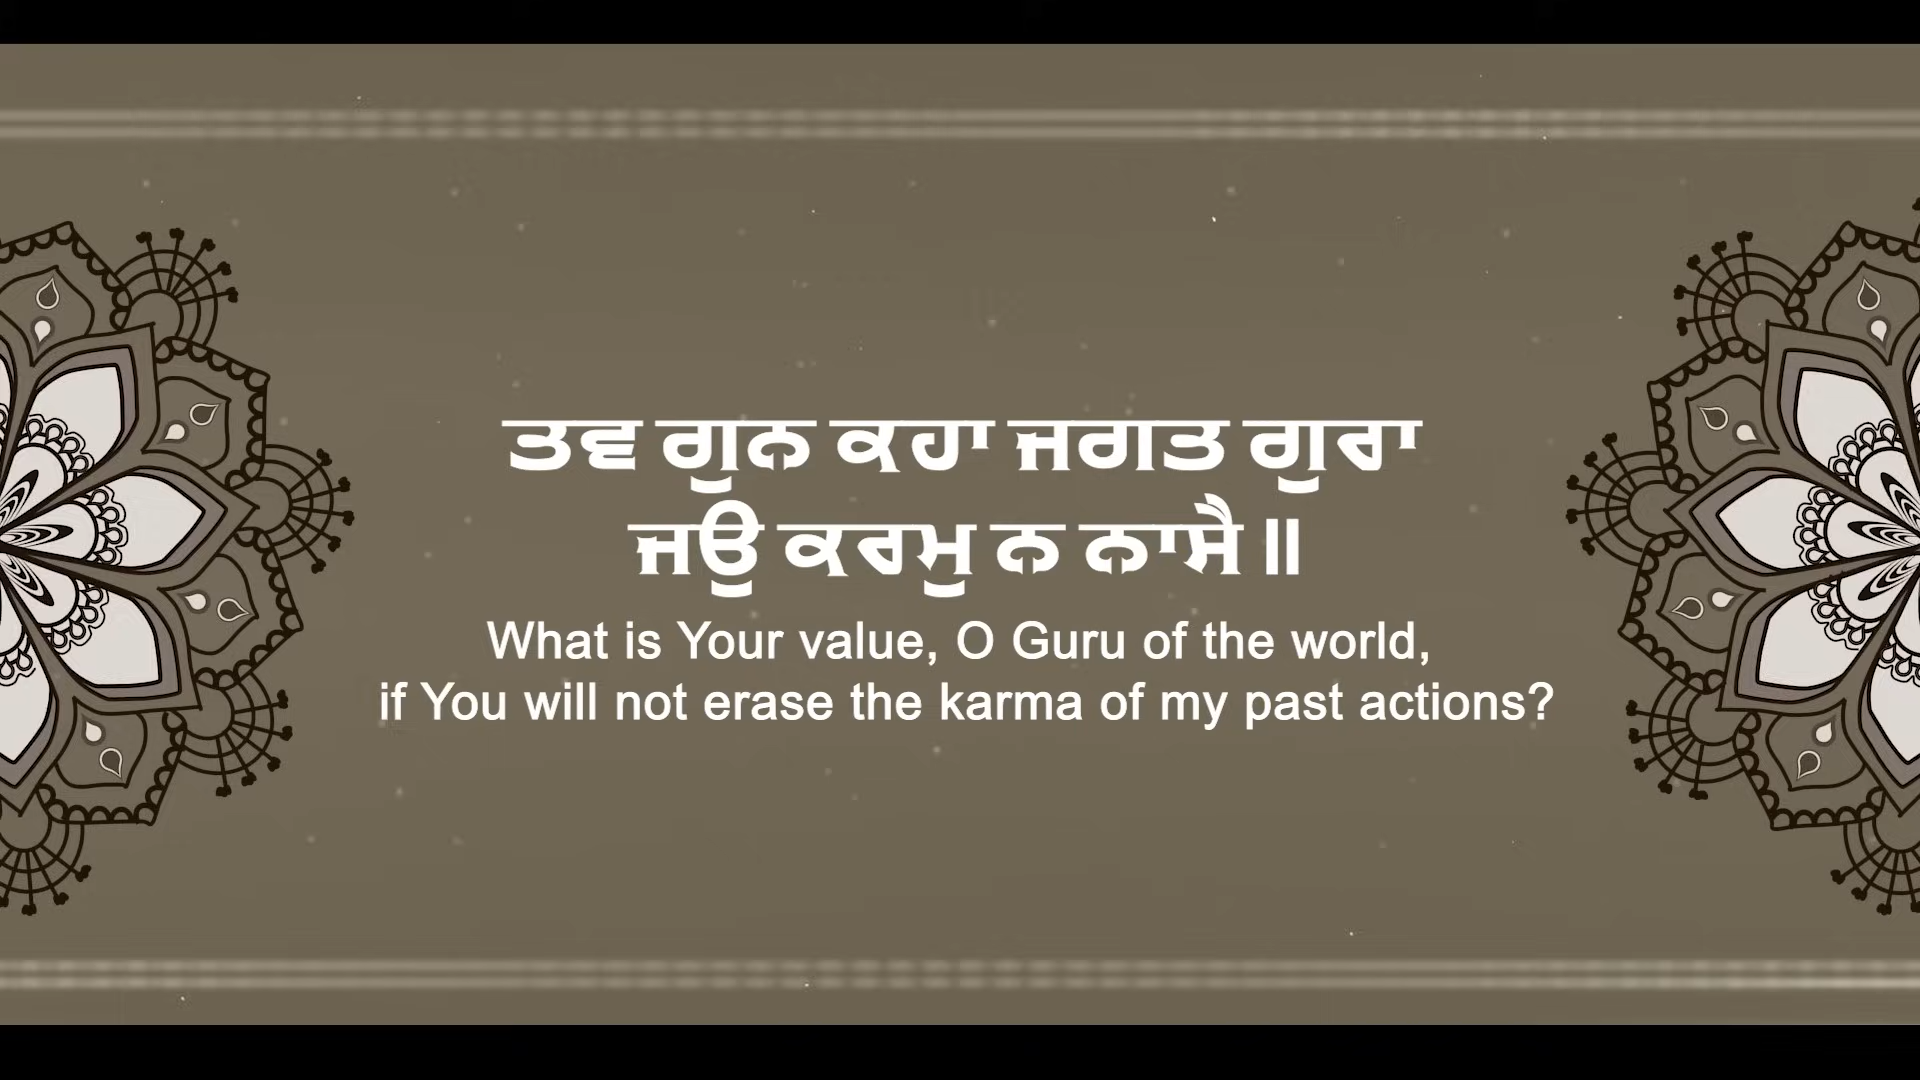 ਤਵ ਗੁਨ ਕਹਾ ਜਗਤ ਗੁਰਾ
ਜਉ ਕਰਮੁ ਨ ਨਾਸੈ ॥
What is Your value, O Guru of the world,
if You will not erase the karma of my past actions?